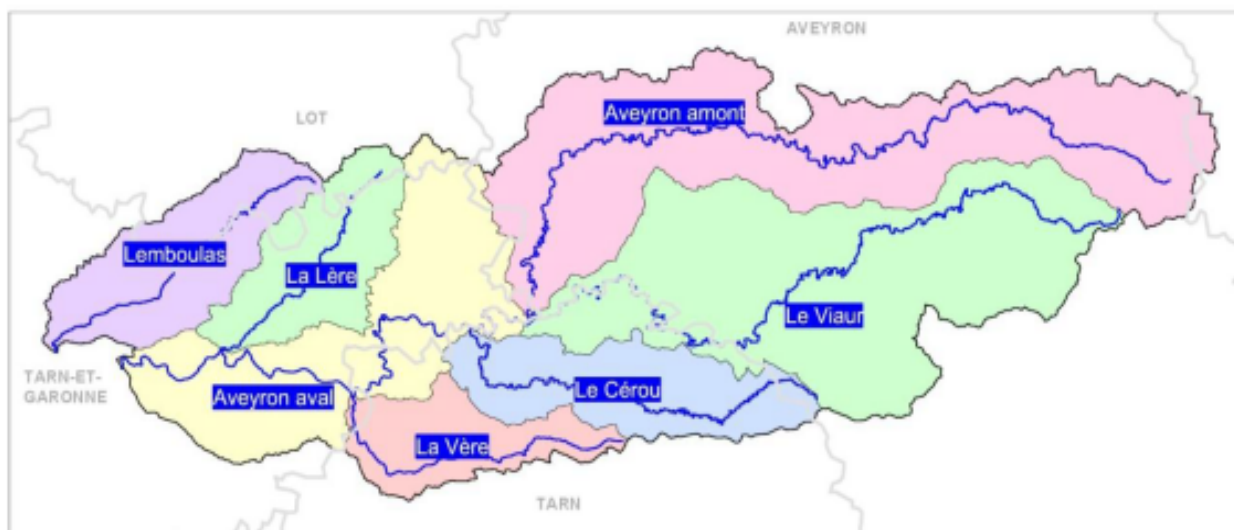 AVEYRON
Aveyron amont
LOT
Lemboulas
La Lère
Le Viaur
TARN-ET-
GARONNE
Aveyron aval
Le Cérou
La Vère
TARN